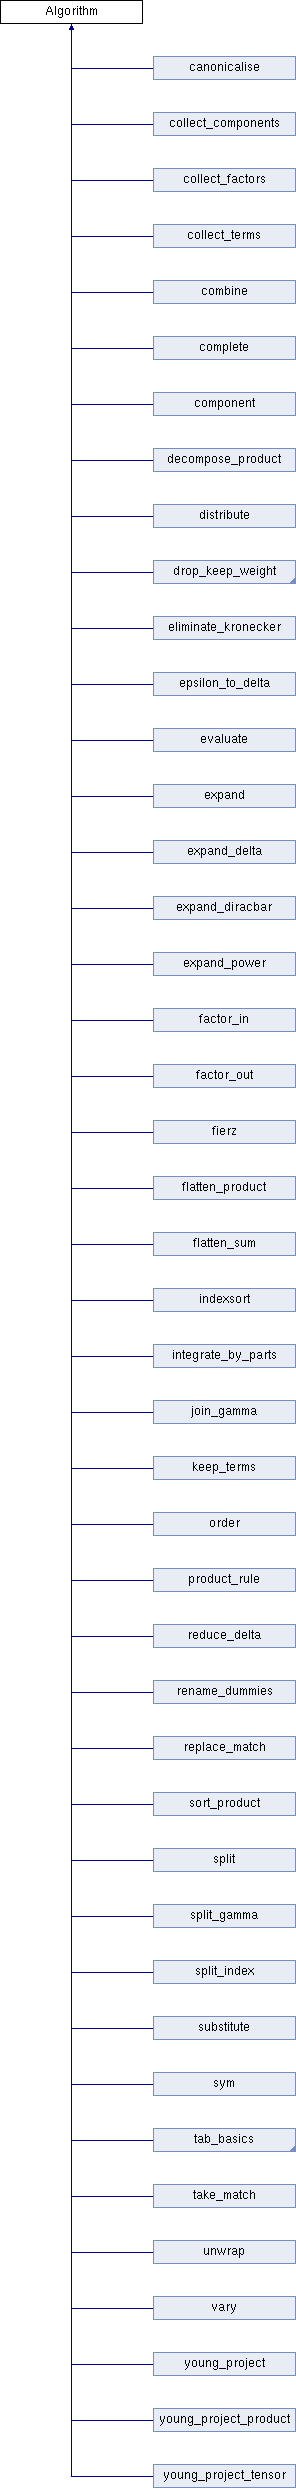 Algorithm
canonicalise
collect_components
collect_factors
collect_terms
combine
complete
component
decompose_product
distribute
drop_keep_weight
eliminate_kronecker
epsilon_to_delta
evaluate
expand
expand_delta
expand_diracbar
expand_power
factor_in
factor_out
fierz
flatten_product
flatten_sum
indexsort
integrate_by_parts
join_gamma
keep_terms
order
product_rule
reduce_delta
rename_dummies
replace_match
sort_product
split
split_gamma
split_index
substitute
sym
tab_basics
take_match
unwrap
vary
young_project
young_project_product
young_project_tensor